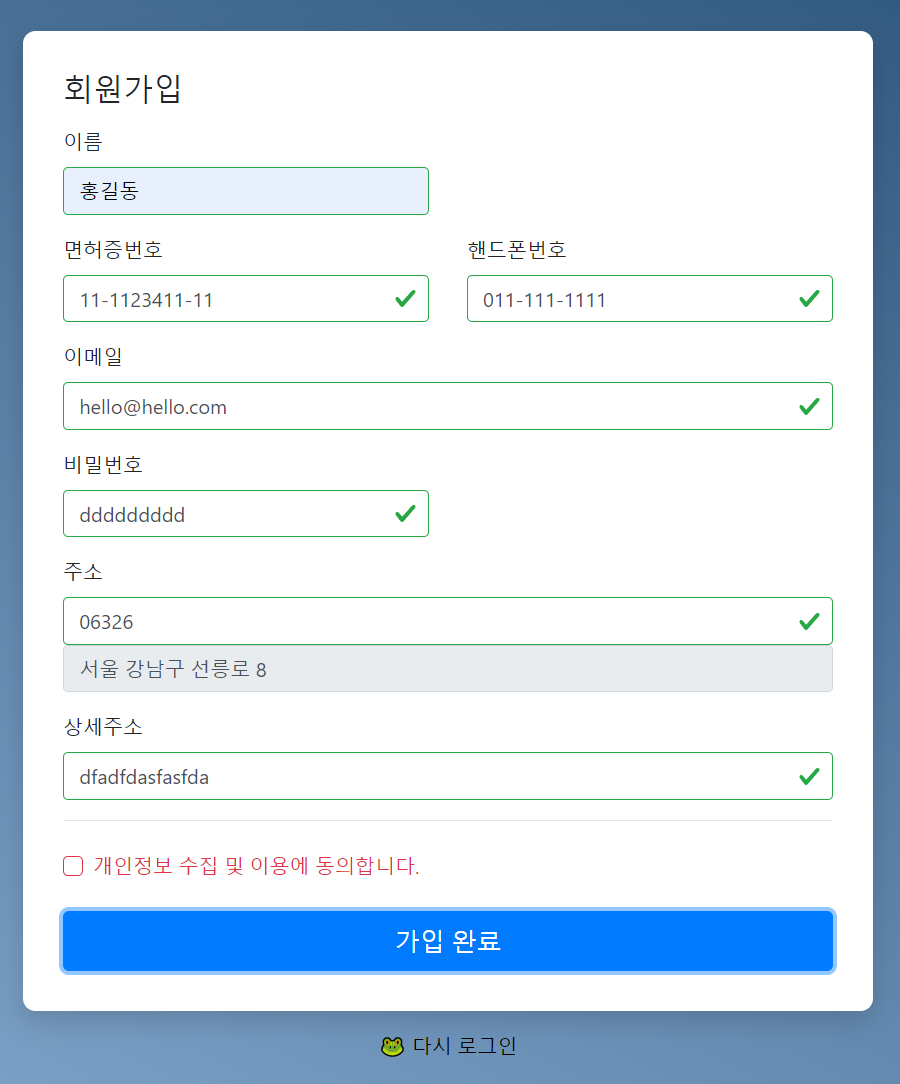 회원가입
이름
홍길동
면허증번호 핸드폰번호
11-1123411-11 011-111-1111
이메일
hello@hello.com
비밀번호
ddddddddd
주소
06326
서울 강남구 선릉로 8
상세주소
dfadfdasfasfda
개인정보 수집 및 이용에 동의합니다.
가입 완료
🐸 다시 로그인